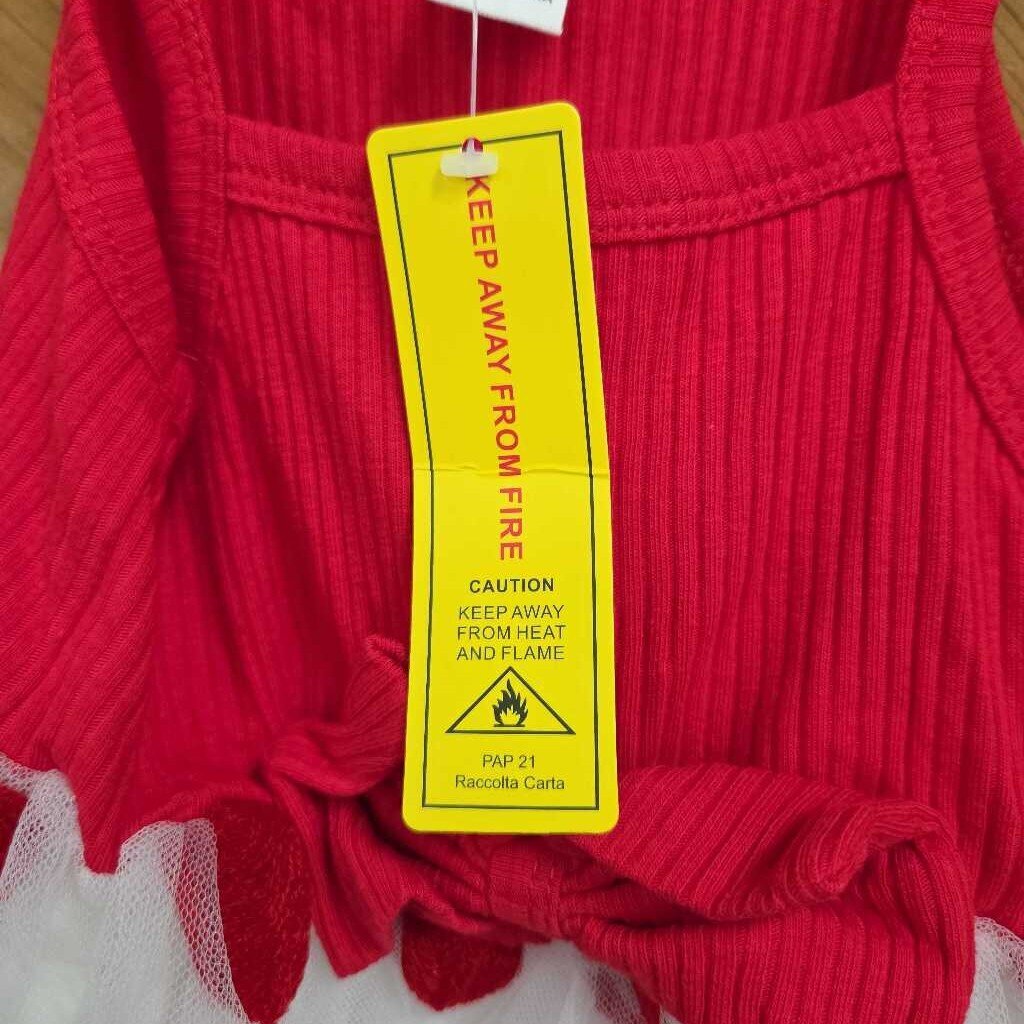 KEEP AWAY FROM FIRE
CAUTION
KEEP AWAY
FROM HEAT
AND FLAME
PAP 21
Raccolta Carta